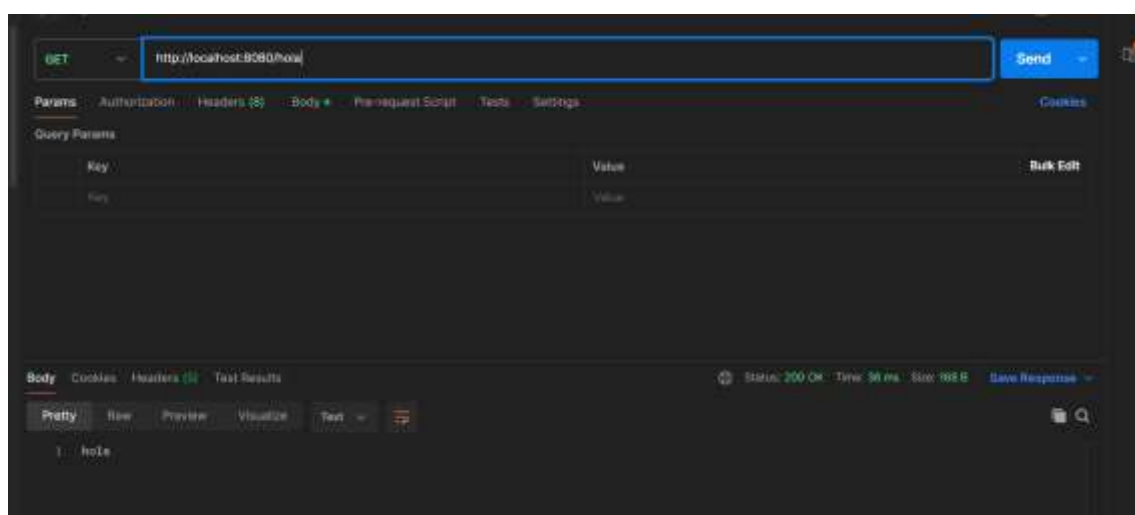 GET http://localhost:8080/hola Send
Params Authorization Headers (8) Body Pre-request Script Tests Settings Cookies
Query Params
Key Value Bulk Edit
Key Value
Body Cookies Headers (5) Test Results Status: 200 OK Time: ms Size: 168 B Save Response
Pretty Raw Preview Visualize Text
1 hola